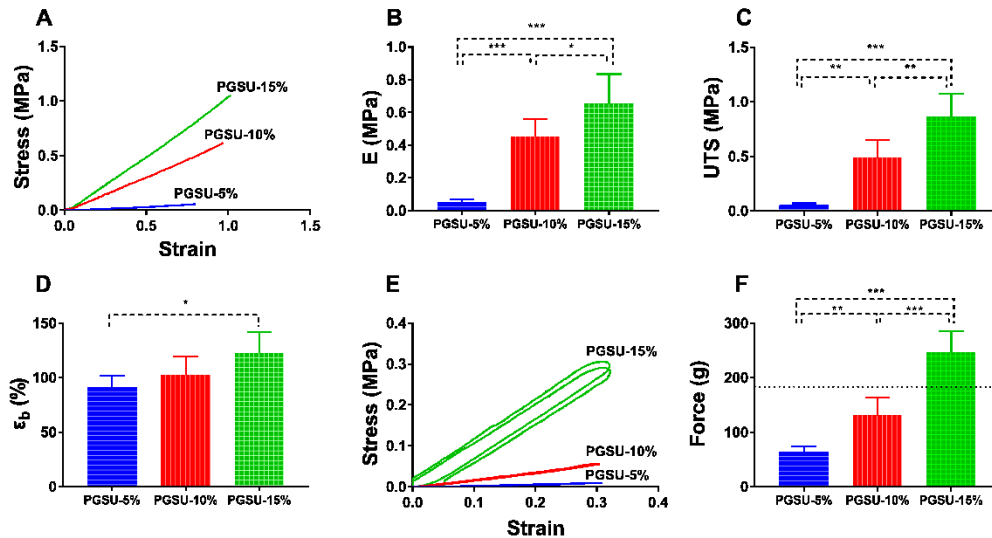 A
Stress (MPa)
1.5
1.0
0.5
0.0
0.0 0.5 1.0 1.5
Strain
PGSU-15%
PGSU-10%
PGSU-5%
B
E (MPa)
1.0
0.8
0.6
0.4
0.2
0.0
***
*** *
PGSU-5% PGSU-10% PGSU-15%
C
UTS (MPa)
1.5
1.0
0.5
0.0
***
** **
PGSU-5% PGSU-10% PGSU-15%
D
εb (%)
150
100
50
0
*
PGSU-5% PGSU-10% PGSU-15%
E
Stress (MPa)
0.4
0.3
0.2
0.1
0.0
0.0 0.1 0.2 0.3 0.4
Strain
PGSU-15%
PGSU-10%
PGSU-5%
F
Force (g)
300
200
100
0
***
** ***
PGSU-5% PGSU-10% PGSU-15%